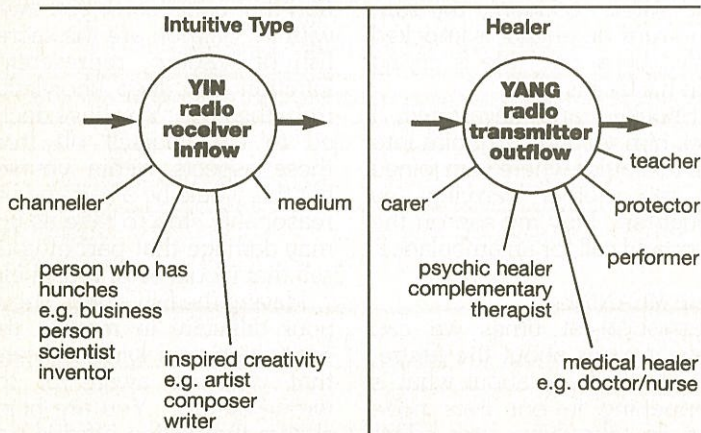 Intuitive Type
YIN
radio
receiver
inflow
channeller
medium
person who has
hunches
e.g. business
person
scientist
inventor
inspired creativity
e.g. artist
composer
writer
Healer
YANG
radio
transmitter
outflow
teacher
carer
protector
performer
psychic healer
complementary
therapist
medical healer
e.g. doctor/nurse